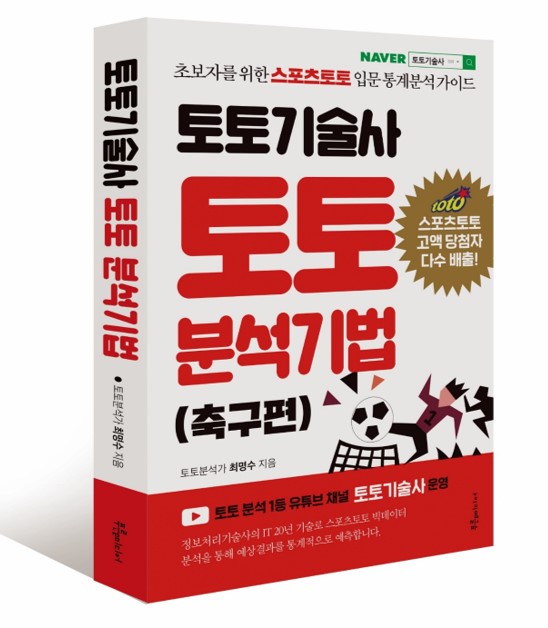 NAVER 토토기술사
초보자를 위한 스포츠토토 입문 통계분석 가이드
토토기술사
토토
분석기법
(축구편)
toto
스포츠토토
고액 당첨자
다수 배출!
1
토토분석가 최명수 지음
토토 분석 1등 유튜브 채널 토토기술사 운영
정보처리기술사의 IT 20년 기술로 스포츠토토 빅데이터
분석을 통해 예상결과를 통계적으로 예측합니다.
토토기술사 토토 분석기법
토토분석가 최명수 지음